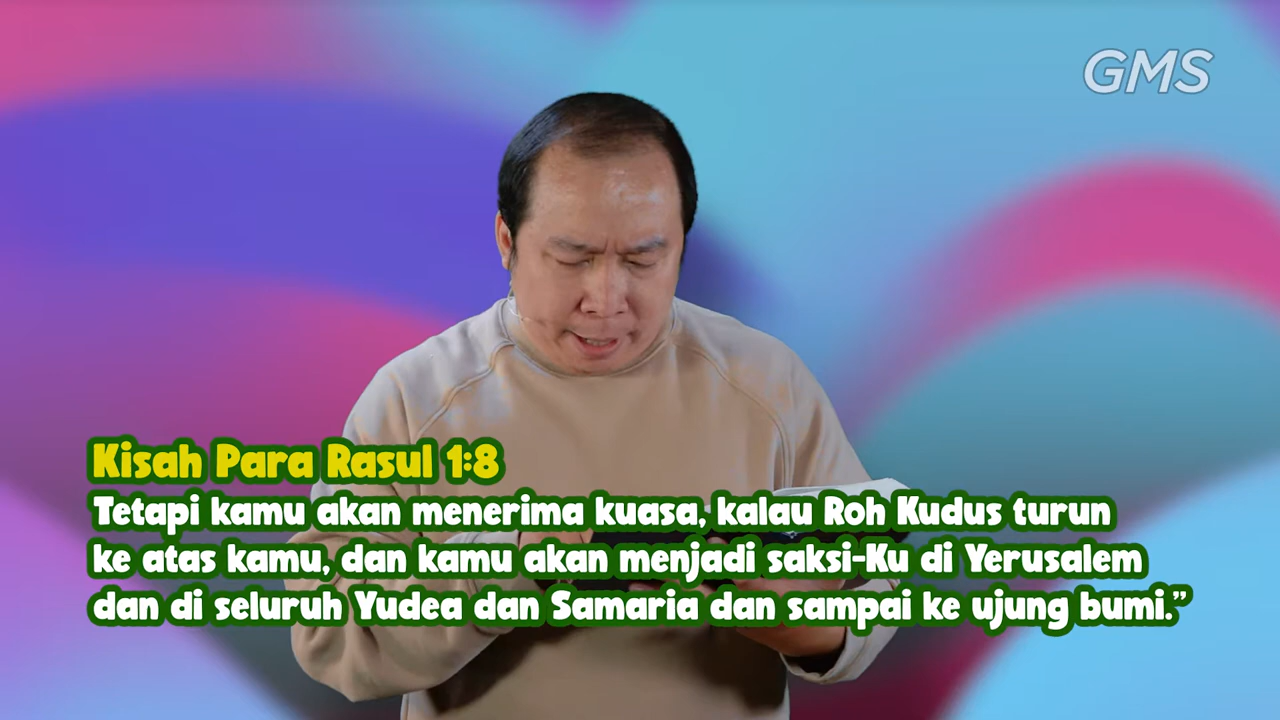 GMS
Kisah Para Rasul 1:8
Tetapi kamu akan menerima kuasa, kalau Roh Kudus turun
ke atas kamu, dan kamu akan menjadi saksi-Ku di Yerusalem
dan di seluruh Yudea dan Samaria dan sampai ke ujung bumi.”